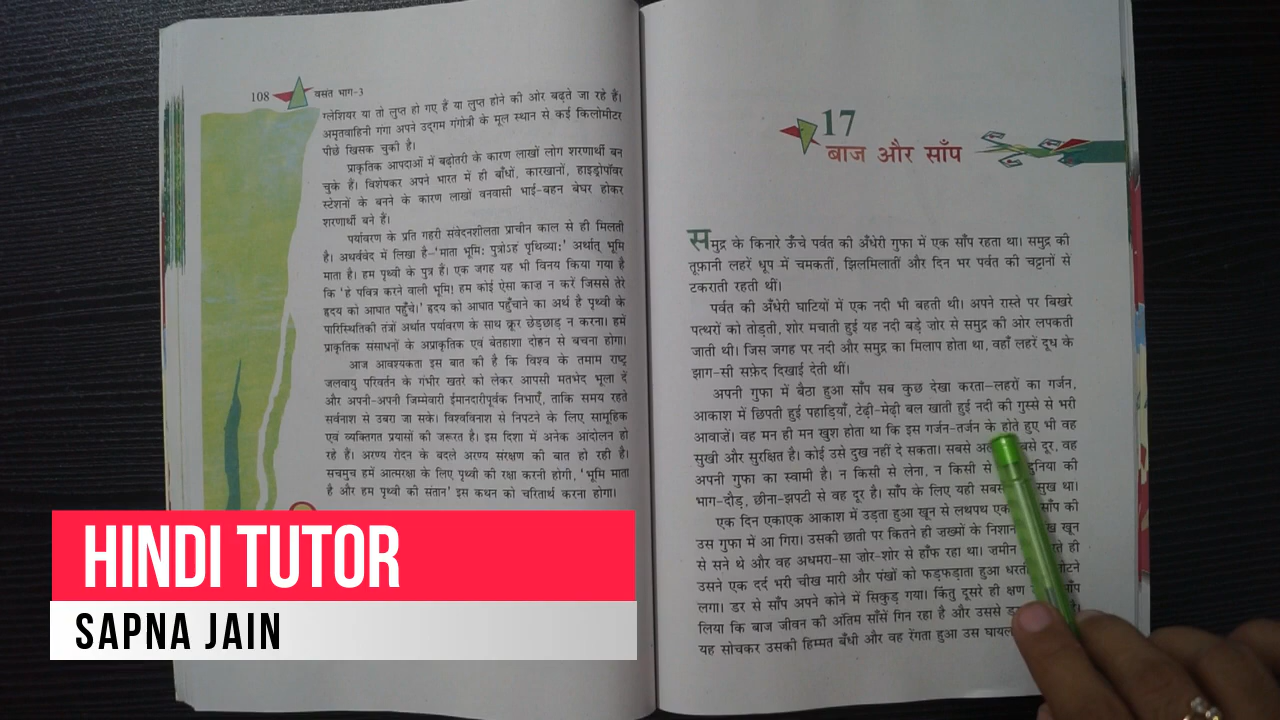 108 वसंत भाग-3
ग्लेशियर या तो लुप्त हो गए हैं या लुप्त होने की ओर बढ़ते जा रहे हैं।
अमृतवाहिनी गंगा अपने उद्गम गंगोत्री के मूल स्थान से कई किलोमीटर
पीछे खिसक चुकी है।
प्राकृतिक आपदाओं में बढ़ोतरी के कारण लाखों लोग शरणार्थी बन
चुके हैं। विशेषकर अपने भारत में ही बाँधों, कारखानों, हाइड्रोपॉवर
स्टेशनों के बनने के कारण लाखों वनवासी भाई-बहन बेघर होकर
शरणार्थी बने हैं।
पर्यावरण के प्रति गहरी संवेदनशीलता प्राचीन काल से ही मिलती
है। अथर्ववेद में लिखा है–'माता भूमि: पुत्रोऽहं पृथिव्या:' अर्थात् भूमि
माता है। हम पृथ्वी के पुत्र हैं। एक जगह यह भी विनय किया गया है
कि 'हे पवित्र करने वाली भूमि! हम कोई ऐसा काज न करें जिससे तेरे
हृदय को आघात पहुँचे।' हृदय को आघात पहुँचाने का अर्थ है पृथ्वी के
पारिस्थितिकी तंत्रों अर्थात पर्यावरण के साथ क्रूर छेड़छाड़ न करना। हमें
प्राकृतिक संसाधनों के अप्राकृतिक एवं बेतहाशा दोहन से बचना होगा।
आज आवश्यकता इस बात की है कि विश्व के तमाम राष्ट्र
जलवायु परिवर्तन के गंभीर खतरे को लेकर आपसी मतभेद भूला दें
और अपनी-अपनी जिम्मेवारी ईमानदारीपूर्वक निभाएँ, ताकि समय रहते
सर्वनाश से उबरा जा सके। विश्वविनाश से निपटने के लिए सामूहिक
एवं व्यक्तिगत प्रयासों की जरूरत है। इस दिशा में अनेक आंदोलन हो
रहे हैं। अरण्य रोदन के बदले अरण्य संरक्षण की बात हो रही है।
सचमुच हमें आत्मरक्षा के लिए पृथ्वी की रक्षा करनी होगी, 'भूमि माता
है और हम पृथ्वी की संतान' इस कथन को चरितार्थ करना होगा।
17
बाज और साँप
समुद्र के किनारे ऊँचे पर्वत की अँधेरी गुफा में एक साँप रहता था। समुद्र की
तूफ़ानी लहरें धूप में चमकतीं, झिलमिलातीं और दिन भर पर्वत की चट्टानों से
टकराती रहती थीं।
पर्वत की अँधेरी घाटियों में एक नदी भी बहती थी। अपने रास्ते पर बिखरे
पत्थरों को तोड़ती, शोर मचाती हुई यह नदी बड़े ज़ोर से समुद्र की ओर लपकती
जाती थी। जिस जगह पर नदी और समुद्र का मिलाप होता था, वहाँ लहरें दूध के
झाग-सी सफ़ेद दिखाई देती थीं।
अपनी गुफा में बैठा हुआ साँप सब कुछ देखा करता–लहरों का गर्जन,
आकाश में छिपती हुई पहाड़ियाँ, टेढ़ी-मेढ़ी बल खाती हुई नदी की गुस्से से भरी
आवाज़ें। वह मन ही मन खुश होता था कि इस गर्जन-तर्जन के होते हुए भी वह
सुखी और सुरक्षित है। कोई उसे दुख नहीं दे सकता। सबसे दूर, वह
अपनी गुफा का स्वामी है। न किसी से लेना, न किसी से दुनिया की
भाग-दौड़, छीना-झपटी से वह दूर है। साँप के लिए यही सुख था।
एक दिन एकाएक आकाश में उड़ता हुआ खून से लथपथ एक साँप की
उस गुफा में आ गिरा। उसकी छाती पर कितने ही ज़ख्मों के निशान खून
से सने थे और वह अधमरा-सा ज़ोर-शोर से हाँफ रहा था। ज़मीन ही
उसने एक दर्द भरी चीख मारी और पंखों को फड़फड़ाता हुआ
लगा। डर से साँप अपने कोने में सिकुड़ गया। किंतु दूसरे ही क्षण
लिया कि बाज जीवन की अंतिम साँसें गिन रहा है और उससे
यह सोचकर उसकी हिम्मत बँधी और वह रेंगता हुआ उस
HINDI TUTOR
SAPNA JAIN